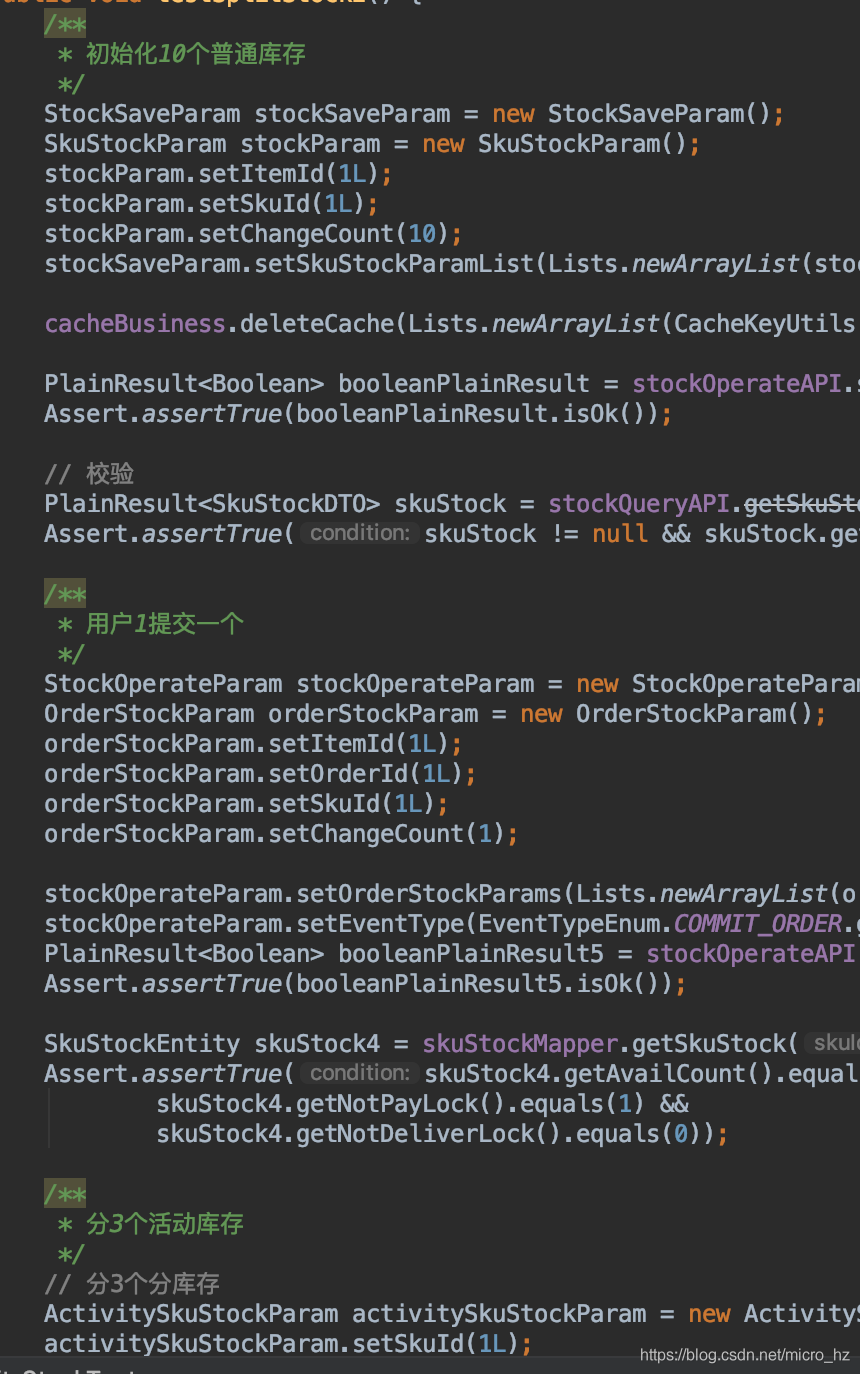 public void testSplitStock2() {
/**
* 初始化10个普通库存
*/
StockSaveParam stockSaveParam = new StockSaveParam();
SkuStockParam stockParam = new SkuStockParam();
stockParam.setItemId(1L);
stockParam.setSkuId(1L);
stockParam.setChangeCount(10);
stockSaveParam.setSkuStockParamList(Lists.newArrayList(stoc
cacheBusiness.deleteCache(Lists.newArrayList(CacheKeyUtils
PlainResult<Boolean> booleanPlainResult = stockOperateAPI.s
Assert.assertTrue(booleanPlainResult.isOk());
// 校验
PlainResult<SkuStockDTO> skuStock = stockQueryAPI.getSkuSto
Assert.assertTrue( condition: skuStock != null && skuStock.get
/**
* 用户1提交一个
*/
StockOperateParam stockOperateParam = new StockOperateParam
OrderStockParam orderStockParam = new OrderStockParam();
orderStockParam.setItemId(1L);
orderStockParam.setOrderId(1L);
orderStockParam.setSkuId(1L);
orderStockParam.setChangeCount(1);
stockOperateParam.setOrderStockParams(Lists.newArrayList(o
stockOperateParam.setEventType(EventTypeEnum.COMMIT_ORDER.g
PlainResult<Boolean> booleanPlainResult5 = stockOperateAPI
Assert.assertTrue(booleanPlainResult5.isOk());
SkuStockEntity skuStock4 = skuStockMapper.getSkuStock( skuId
Assert.assertTrue( condition: skuStock4.getAvailCount().equal
skuStock4.getNotPayLock().equals(1) &&
skuStock4.getNotDeliverLock().equals(0));
/**
* 分3个活动库存
*/
// 分3个分库存
ActivitySkuStockParam activitySkuStockParam = new ActivityS
activitySkuStockParam.setSkuId(1L);
https://blog.csdn.net/micro_hz